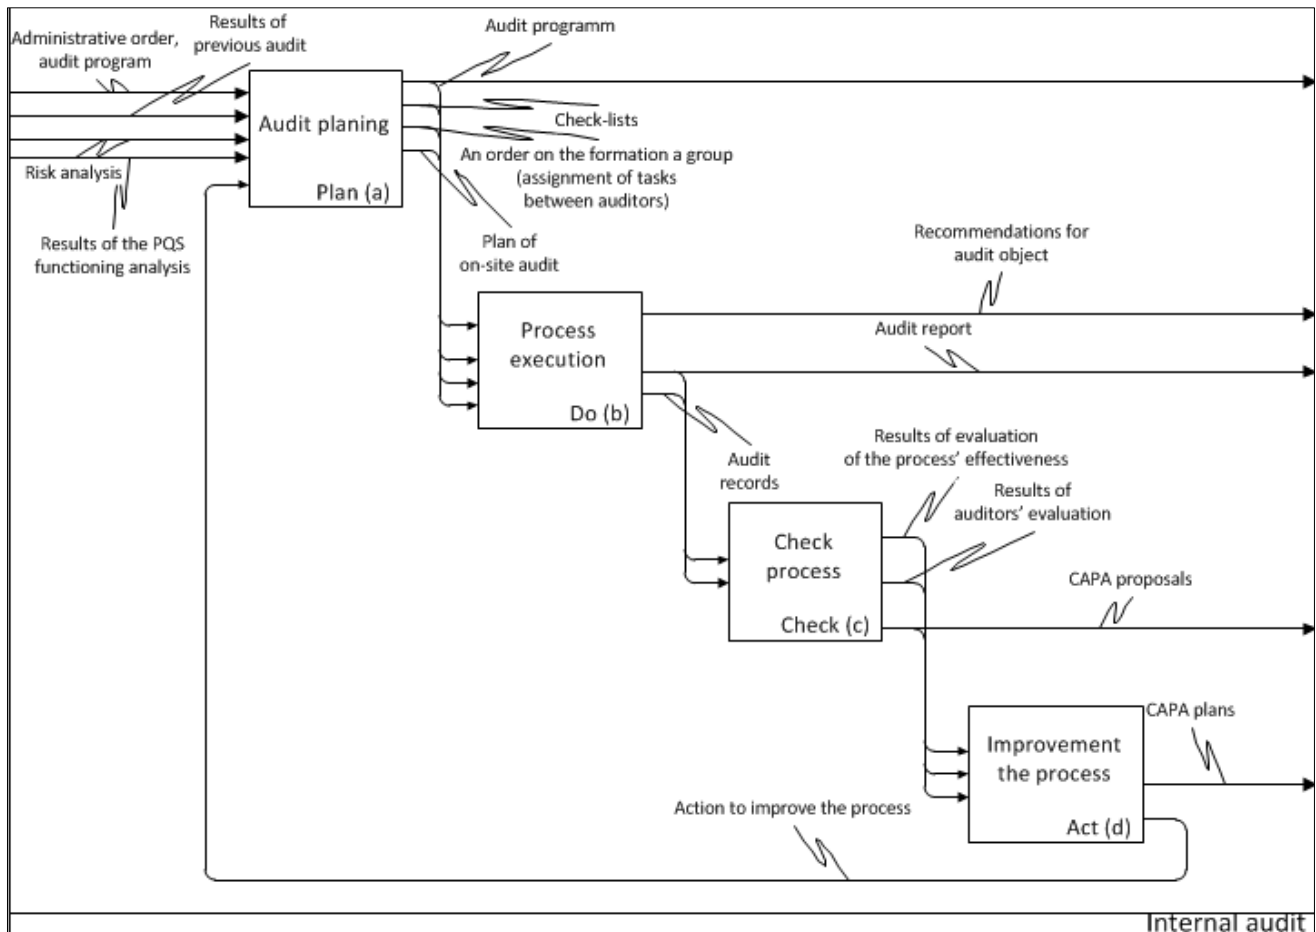 Administrative order,
audit program
Results of
previous audit
Audit programm
Audit planing
Plan (a)
Check-lists
An order on the formation a group
(assignment of tasks
between auditors)
Risk analysis
Results of the PQS
functioning analysis
Plan of
on-site audit
Recommendations for
audit object
Process
execution
Do (b)
Audit report
Audit
records
Results of evaluation
of the process’ effectiveness
Results of
auditors’ evaluation
Check
process
Check (c)
CAPA proposals
Improvement
the process
Act (d)
CAPA plans
Action to improve the process
Internal audit